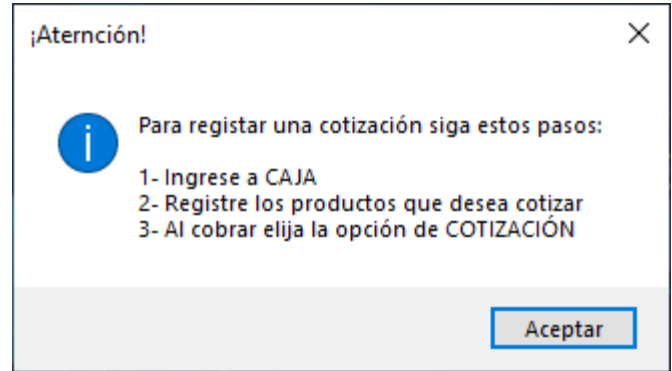 ¡Aternción!
Para registar una cotización siga estos pasos:
1- Ingrese a CAJA
2- Registre los productos que desea cotizar
3- Al cobrar elija la opción de COTIZACIÓN
Aceptar